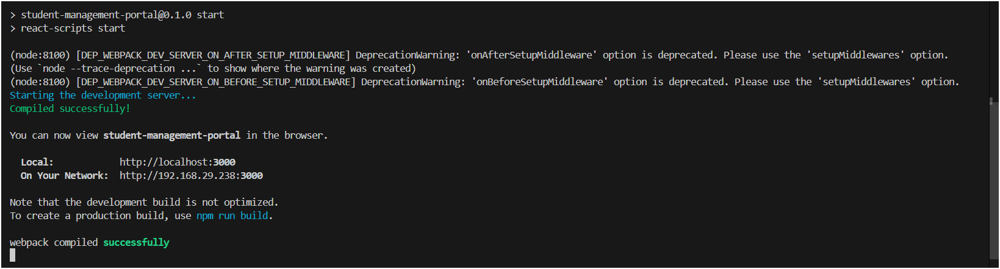 > student-management-portal@0.1.0 start
> react-scripts start
(node:8100) [DEP_WEBPACK_DEV_SERVER_ON_AFTER_SETUP_MIDDLEWARE] DeprecationWarning: 'onAfterSetupMiddleware' option is deprecated. Please use the 'setupMiddlewares' option.
(Use `node --trace-deprecation ...` to show where the warning was created)
(node:8100) [DEP_WEBPACK_DEV_SERVER_ON_BEFORE_SETUP_MIDDLEWARE] DeprecationWarning: 'onBeforeSetupMiddleware' option is deprecated. Please use the 'setupMiddlewares' option.
Starting the development server...
Compiled successfully!
You can now view student-management-portal in the browser.
Local: http://localhost:3000
On Your Network: http://192.168.29.238:3000
Note that the development build is not optimized.
To create a production build, use npm run build.
webpack compiled successfully